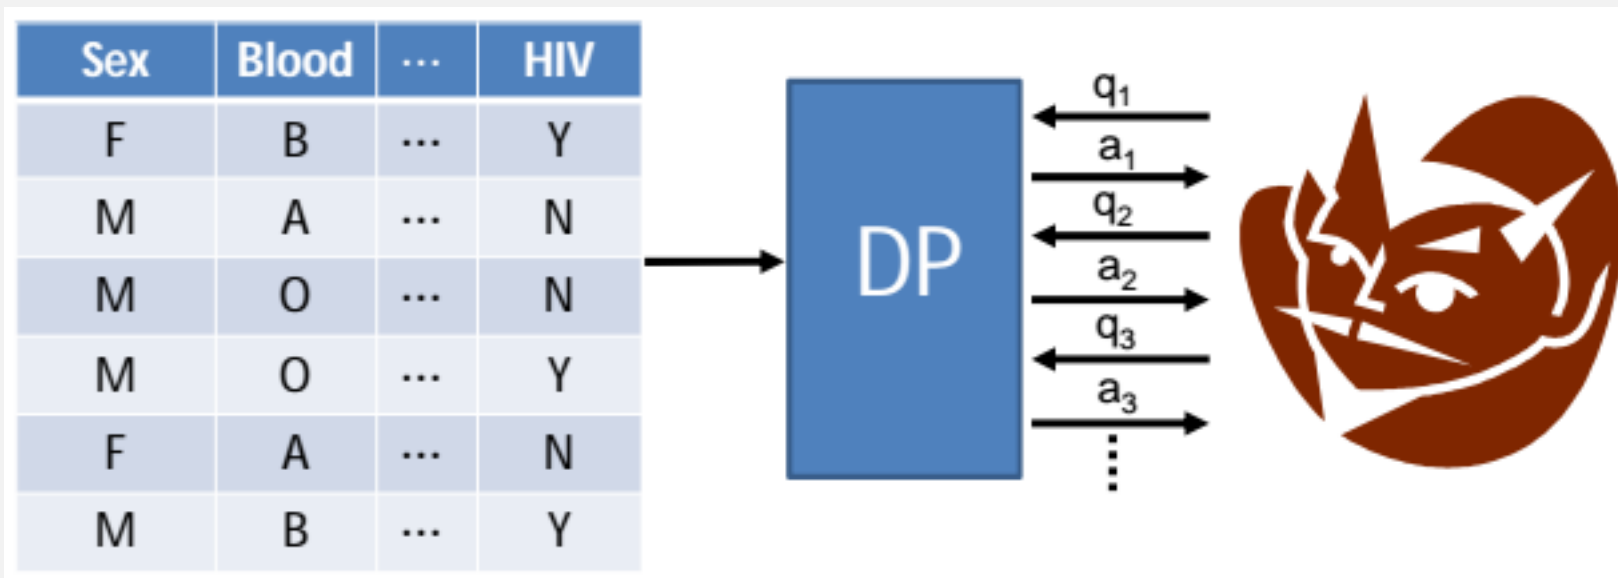 Sex Blood ... HIV
F B ... Y
M A ... N
M O ... N
M O ... Y
F A ... N
M B ... Y
DP
q₁
a₁
q₂
a₂
q₃
a₃